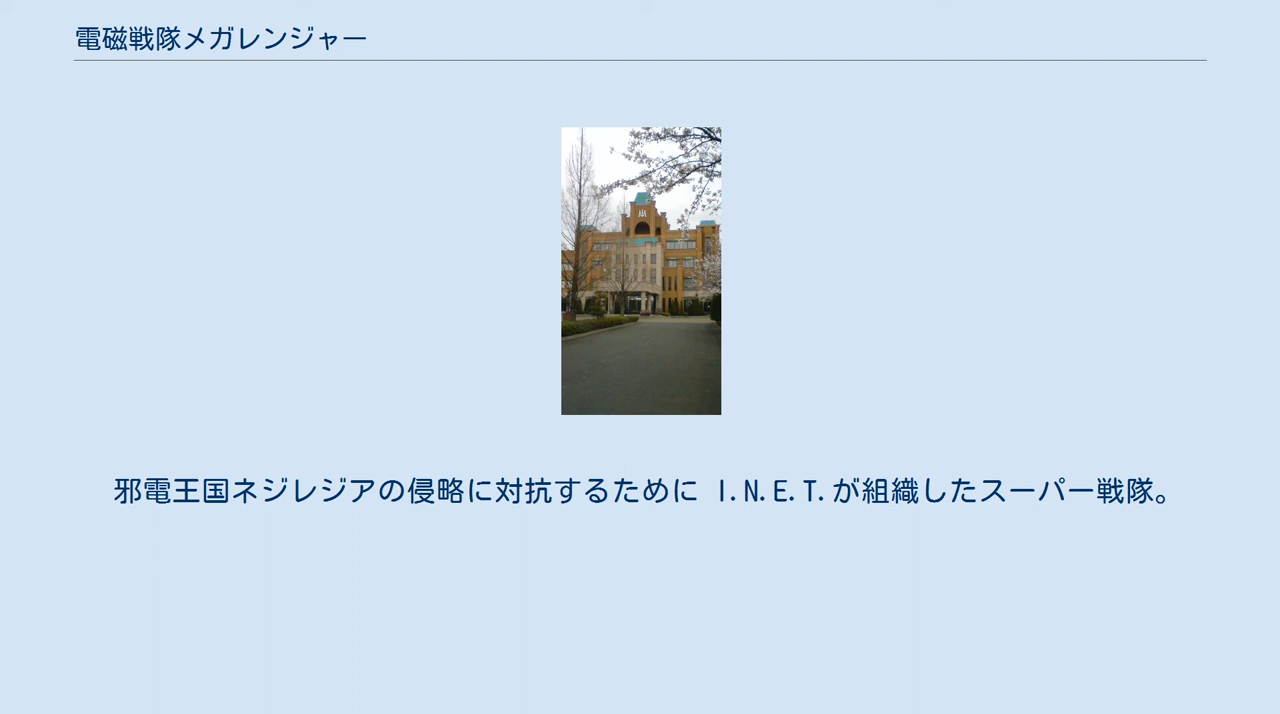 電磁戦隊メガレンジャー
邪電王国ネジレジアの侵略に対抗するために I.N.E.T.が組織したスーパー戦隊。